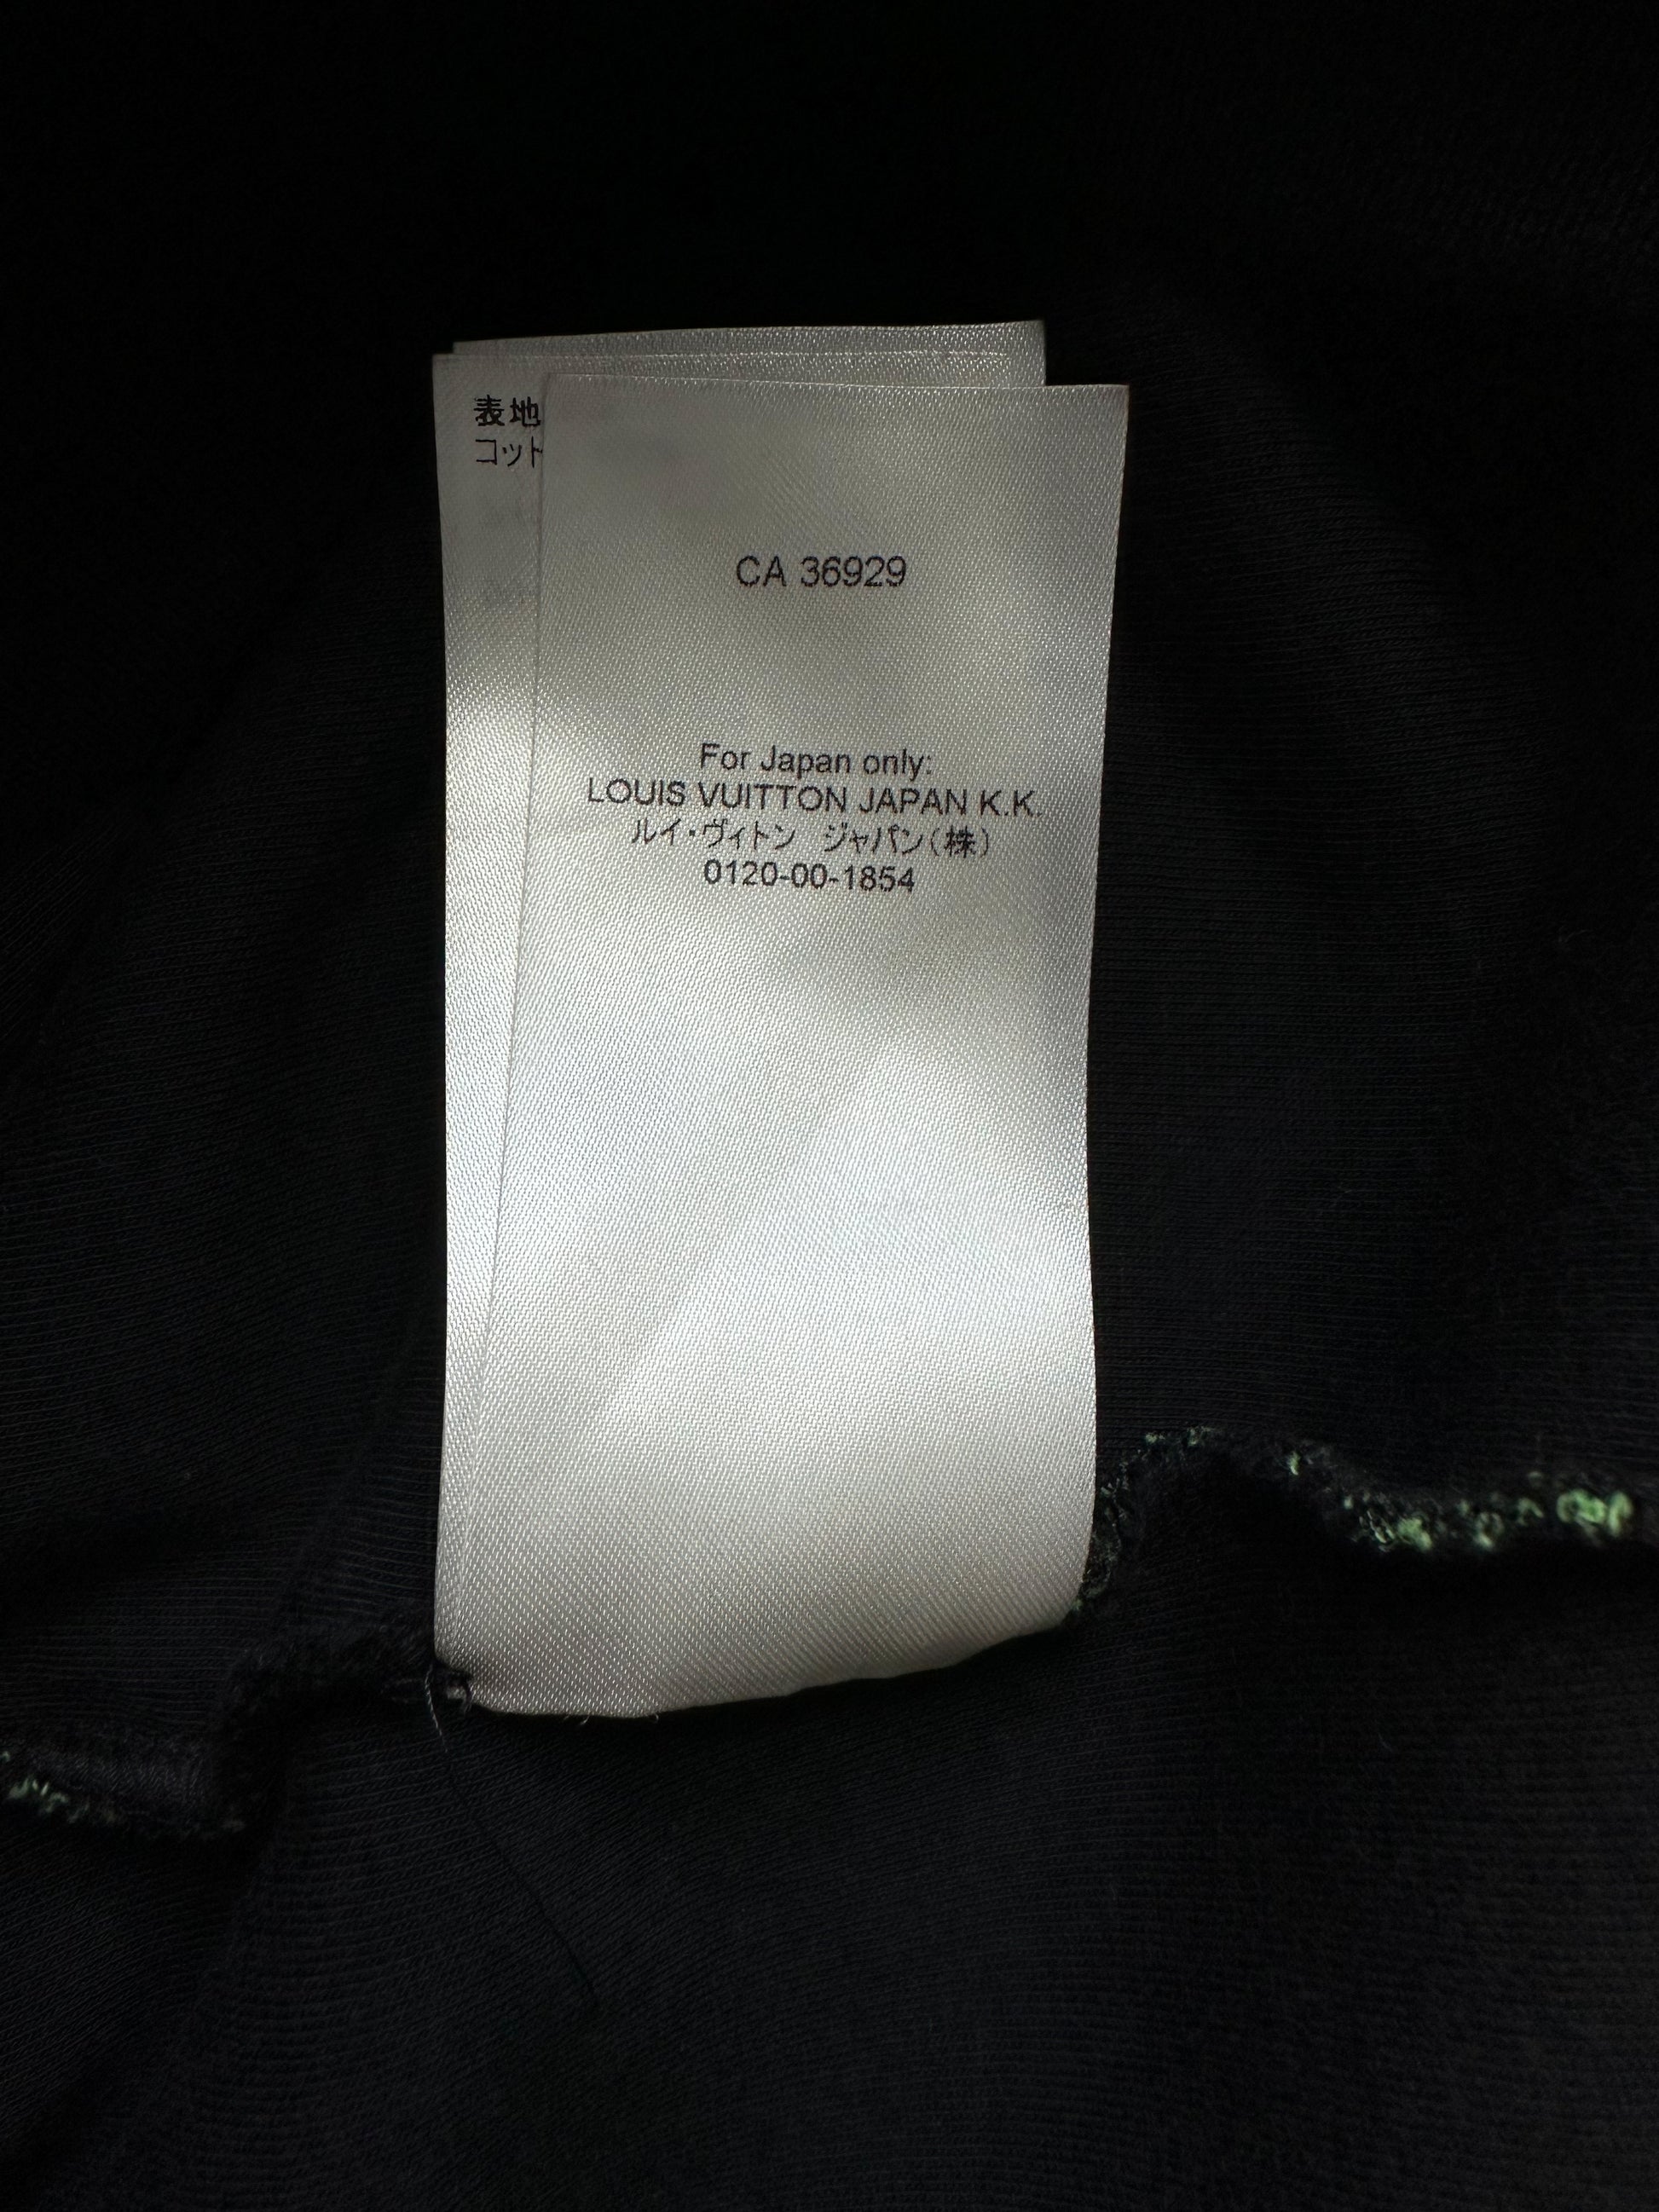 表地
コット
CA 36929
For Japan only:
LOUIS VUITTON JAPAN K.K.
ルイ・ヴィトン　ジャパン（株）
0120-00-1854